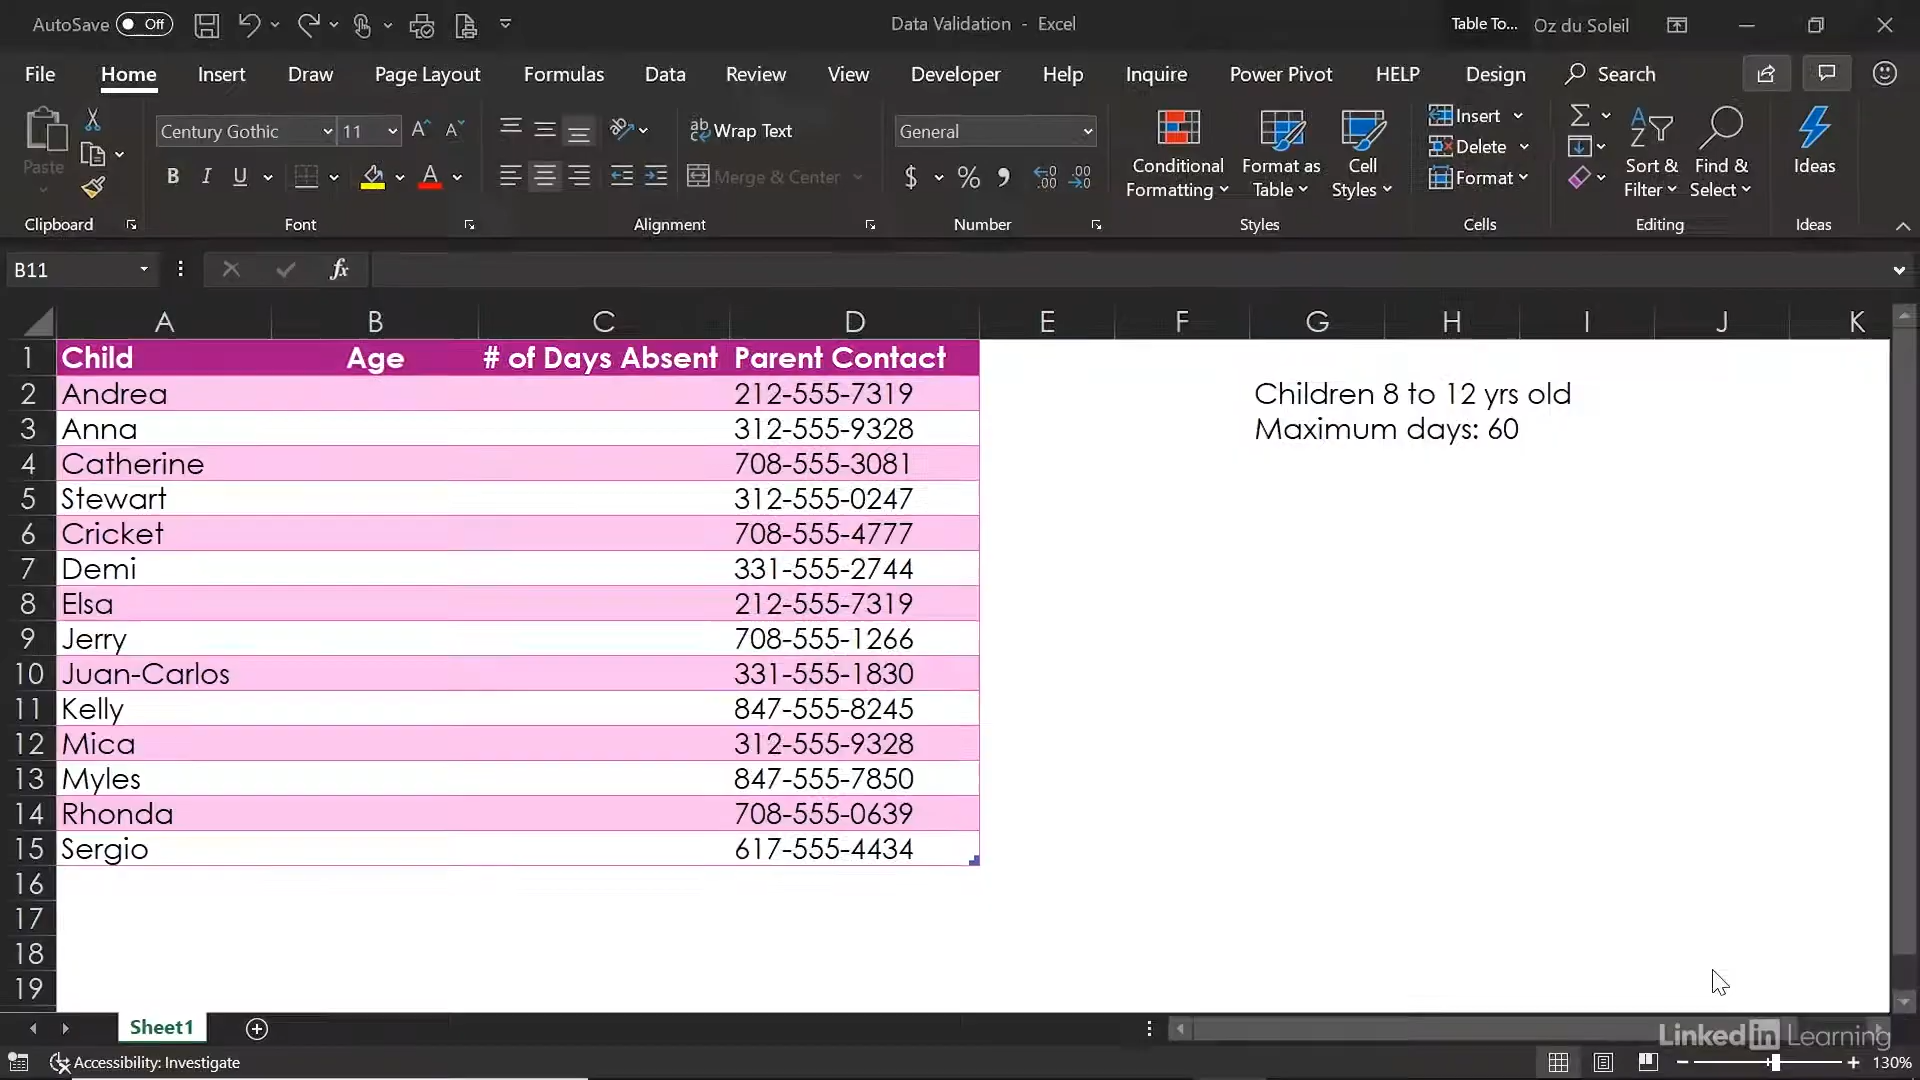 AutoSave Off
Data Validation - Excel
Table To... Oz du Soleil
File Home Insert Draw Page Layout Formulas Data Review View Developer Help Inquire Power Pivot HELP Design Search
Paste
Century Gothic 11
B I U A
Wrap Text
Merge & Center
General
$ %
Conditional Formatting
Format as Table
Cell Styles
Insert
Delete
Format
Sort & Filter
Find & Select
Ideas
Clipboard Font Alignment Number Styles Cells Editing Ideas
B11 fx
A B C D E F G H I J K
1 Child Age # of Days Absent Parent Contact
2 Andrea 212-555-7319 Children 8 to 12 yrs old
3 Anna 312-555-9328 Maximum days: 60
4 Catherine 708-555-3081
5 Stewart 312-555-0247
6 Cricket 708-555-4777
7 Demi 331-555-2744
8 Elsa 212-555-7319
9 Jerry 708-555-1266
10 Juan-Carlos 331-555-1830
11 Kelly 847-555-8245
12 Mica 312-555-9328
13 Myles 847-555-7850
14 Rhonda 708-555-0639
15 Sergio 617-555-4434
16
17
18
19
Sheet1
Linked in Learning
Accessibility: Investigate
130%